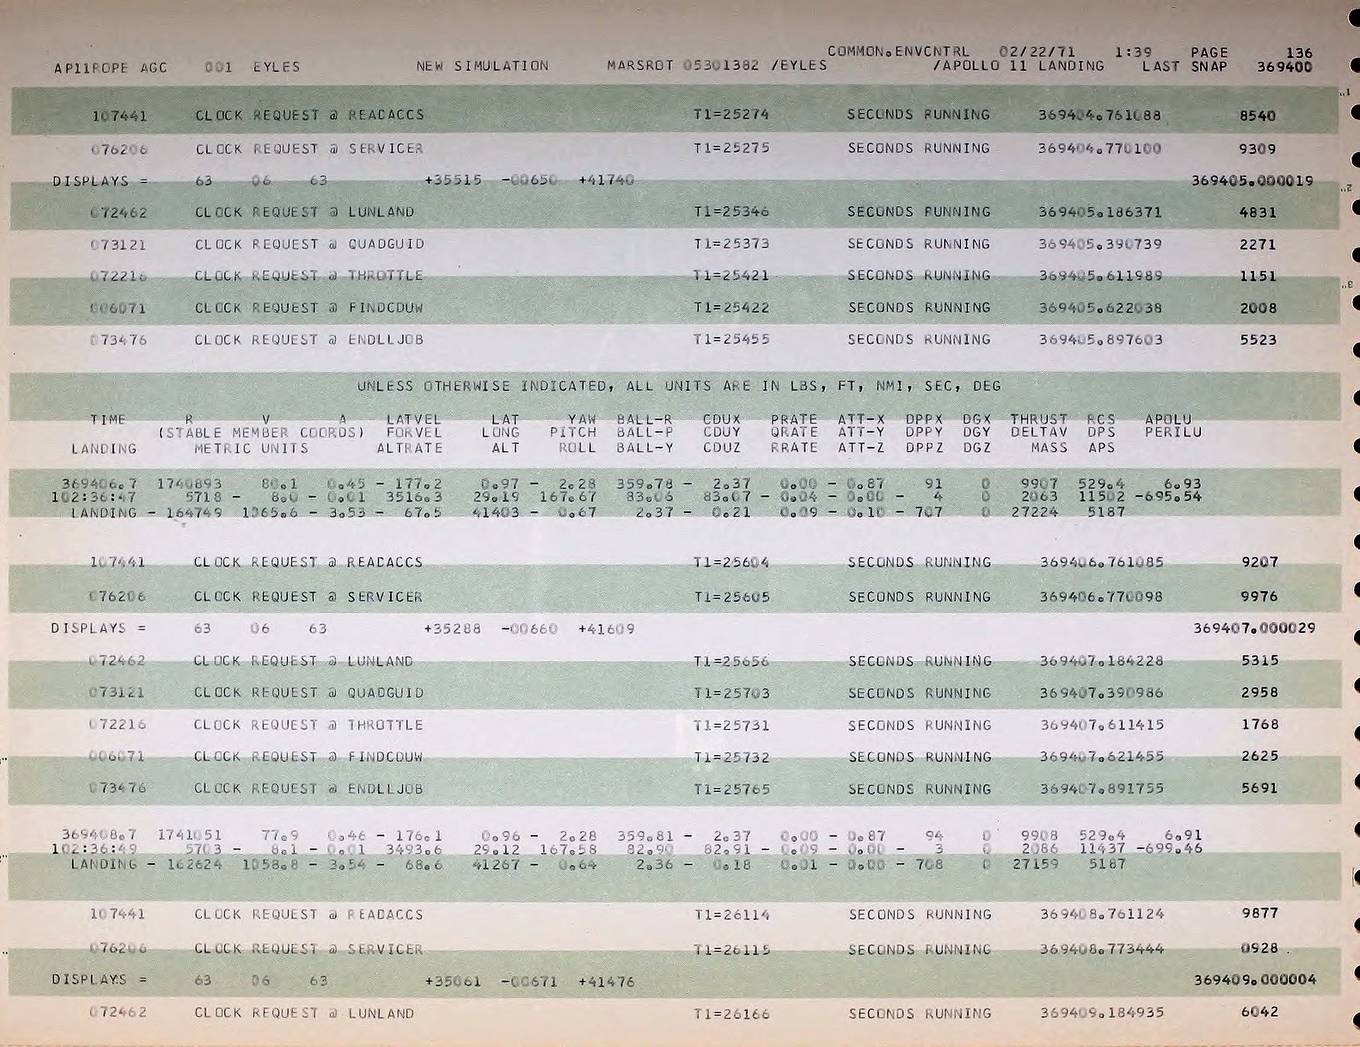 COMMON.ENVCNTRL 02/22/71 1:39 PAGE 136
AP11ROPE AGC 001 EYLES NEW SIMULATION MARSROT 05301382 /EYLES /APOLLO 11 LANDING LAST SNAP 369400
107441 CLOCK REQUEST @ READACCS T1=25274 SECONDS RUNNING 369404.761088 8540
076206 CLOCK REQUEST @ SERVICER T1=25275 SECONDS RUNNING 369404.770100 9309
DISPLAYS = 63 06 63 +35515 -00650 +41740 369405.000019
072462 CLOCK REQUEST @ LUNLAND T1=25346 SECONDS RUNNING 369405.186371 4831
073121 CLOCK REQUEST @ QUADGUID T1=25373 SECONDS RUNNING 369405.390739 2271
072216 CLOCK REQUEST @ THROTTLE T1=25421 SECONDS RUNNING 369405.611989 1151
006071 CLOCK REQUEST @ FINDCDUW T1=25422 SECONDS RUNNING 369405.622038 2008
073476 CLOCK REQUEST @ ENDLLJOB T1=25455 SECONDS RUNNING 369405.897603 5523
UNLESS OTHERWISE INDICATED, ALL UNITS ARE IN LBS, FT, NMI, SEC, DEG
TIME R V A LATVEL LAT YAW BALL-R CDUX PRATE ATT-X DPPX DGX THRUST RCS APOLU
(STABLE MEMBER COORDS) FORVEL LONG PITCH BALL-P CDUY QRATE ATT-Y DPPY DGY DELTAV DPS PERILU
LANDING METRIC UNITS ALTRATE ALT ROLL BALL-Y CDUZ RRATE ATT-Z DPPZ DGZ MASS APS
369406.7 1740893 80.1 0.45 - 177.2 0.97 - 2.28 359.78 - 2.37 0.00 - 0.87 91 0 9907 529.4 6.93
102:36:47 5718 - 8.0 - 0.01 3516.3 29.19 167.67 83.06 83.07 - 0.04 - 0.00 - 4 0 2063 11502 -695.54
LANDING - 164749 1065.6 - 3.53 - 67.5 41403 - 0.67 2.37 - 0.21 0.09 - 0.10 - 707 0 27224 5187
107441 CLOCK REQUEST @ READACCS T1=25604 SECONDS RUNNING 369406.761085 9207
076206 CLOCK REQUEST @ SERVICER T1=25605 SECONDS RUNNING 369406.770098 9976
DISPLAYS = 63 06 63 +35288 -00660 +41609 369407.000029
072462 CLOCK REQUEST @ LUNLAND T1=25656 SECONDS RUNNING 369407.184228 5315
073121 CLOCK REQUEST @ QUADGUID T1=25703 SECONDS RUNNING 369407.390986 2958
072216 CLOCK REQUEST @ THROTTLE T1=25731 SECONDS RUNNING 369407.611415 1768
006071 CLOCK REQUEST @ FINDCDUW T1=25732 SECONDS RUNNING 369407.621455 2625
073476 CLOCK REQUEST @ ENDLLJOB T1=25765 SECONDS RUNNING 369407.891755 5691
369408.7 1741051 77.9 0.46 - 176.1 0.96 - 2.28 359.81 - 2.37 0.00 - 0.87 94 0 9908 529.4 6.91
102:36:49 5703 - 8.1 - 0.01 3493.6 29.12 167.58 82.90 82.91 - 0.09 - 0.00 - 3 0 2086 11437 -699.46
LANDING - 162624 1058.8 - 3.54 - 68.6 41267 - 0.64 2.36 - 0.18 0.01 - 0.00 - 708 0 27159 5187
107441 CLOCK REQUEST @ READACCS T1=26114 SECONDS RUNNING 369408.761124 9877
076206 CLOCK REQUEST @ SERVICER T1=26115 SECONDS RUNNING 369408.773444 0928
DISPLAYS = 63 06 63 +35061 -00671 +41476 369409.000004
072462 CLOCK REQUEST @ LUNLAND T1=26166 SECONDS RUNNING 369409.184935 6042